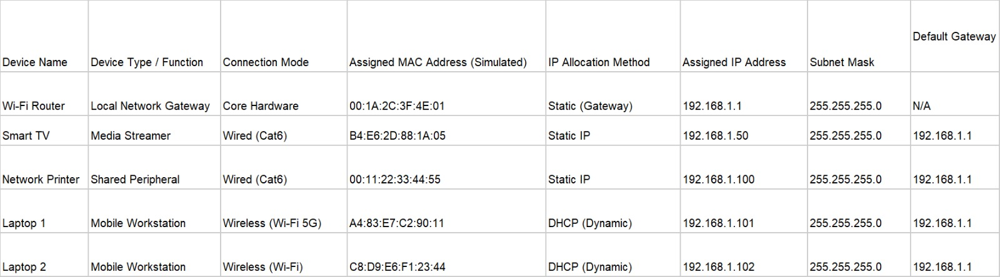 Device Name	Device Type / Function	Connection Mode	Assigned MAC Address (Simulated)	IP Allocation Method	Assigned IP Address	Subnet Mask	Default Gateway
Wi-Fi Router	Local Network Gateway	Core Hardware	00:1A:2C:3F:4E:01	Static (Gateway)	192.168.1.1	255.255.255.0	N/A
Smart TV	Media Streamer	Wired (Cat6)	B4:E6:2D:88:1A:05	Static IP	192.168.1.50	255.255.255.0	192.168.1.1
Network Printer	Shared Peripheral	Wired (Cat6)	00:11:22:33:44:55	Static IP	192.168.1.100	255.255.255.0	192.168.1.1
Laptop 1	Mobile Workstation	Wireless (Wi-Fi 5G)	A4:83:E7:C2:90:11	DHCP (Dynamic)	192.168.1.101	255.255.255.0	192.168.1.1
Laptop 2	Mobile Workstation	Wireless (Wi-Fi)	C8:D9:E6:F1:23:44	DHCP (Dynamic)	192.168.1.102	255.255.255.0	192.168.1.1